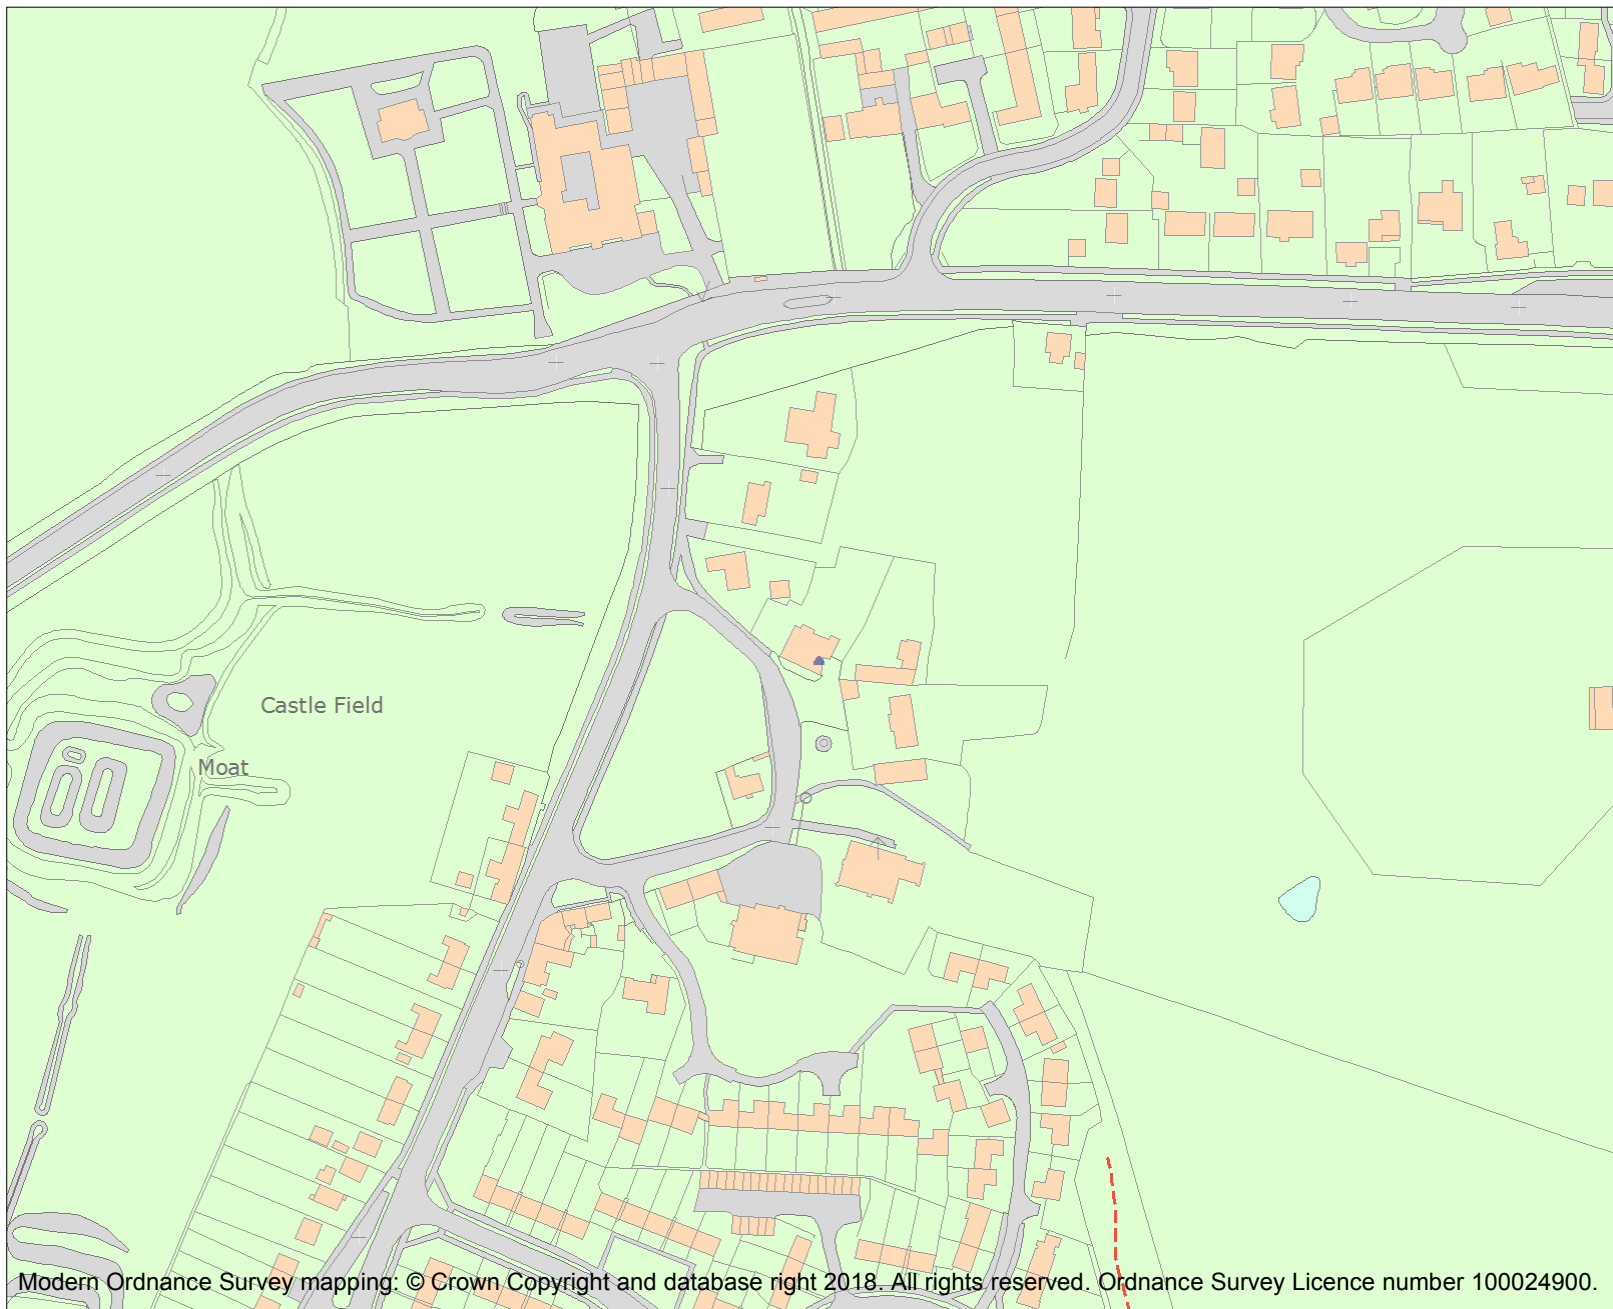 Castle Field
Moat
Modern Ordnance Survey mapping: © Crown Copyright and database right 2018. All rights reserved. Ordnance Survey Licence number 100024900.